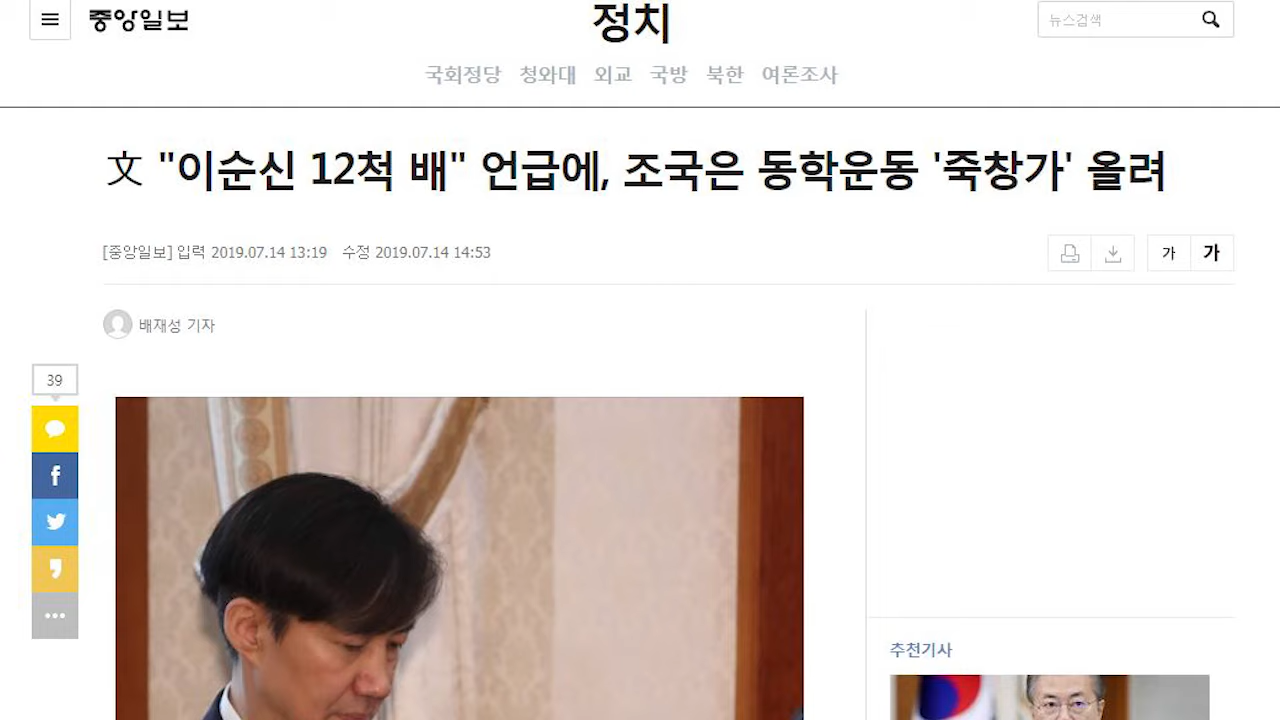 중앙일보
정치
뉴스검색
국회정당 청와대 외교 국방 북한 여론조사
文 "이순신 12척 배" 언급에, 조국은 동학운동 '죽창가' 올려
[중앙일보] 입력 2019.07.14 13:19 수정 2019.07.14 14:53
가 가
배재성 기자
39
추천기사